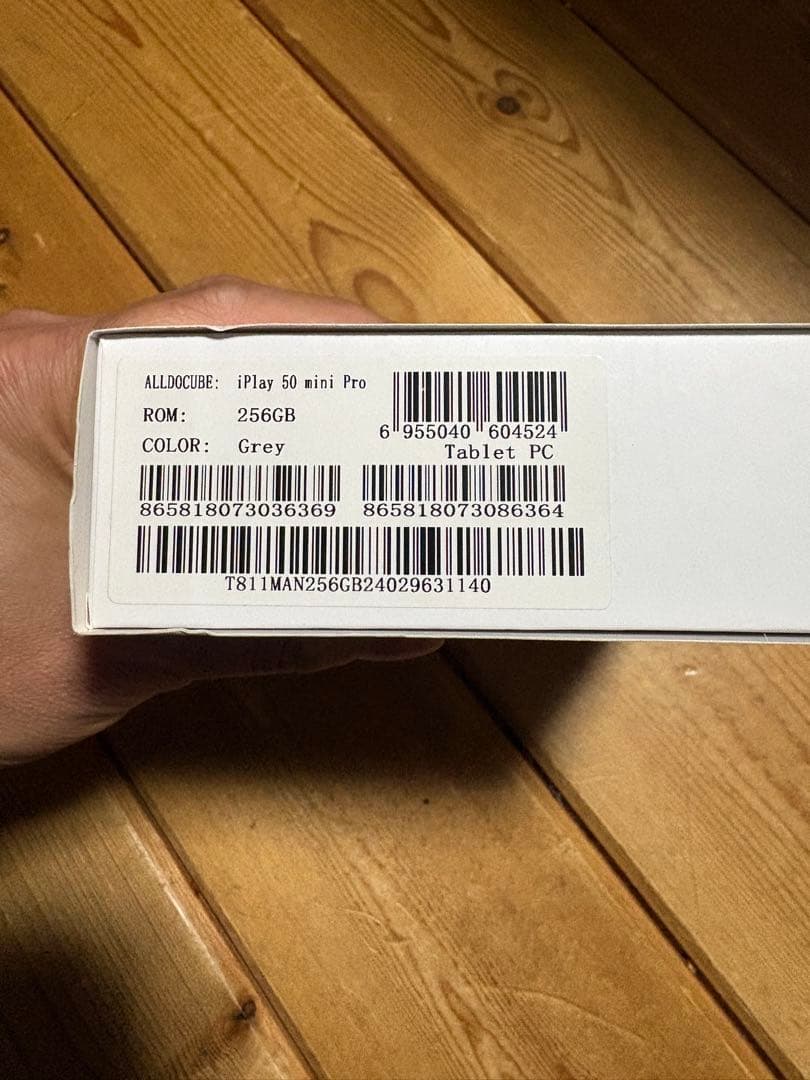 ALLDOCUBE: iPlay 50 mini Pro
ROM: 256GB
COLOR: Grey
6 955040 604524
Tablet PC
865818073036369 865818073086364
T811MAN256GB24029631140